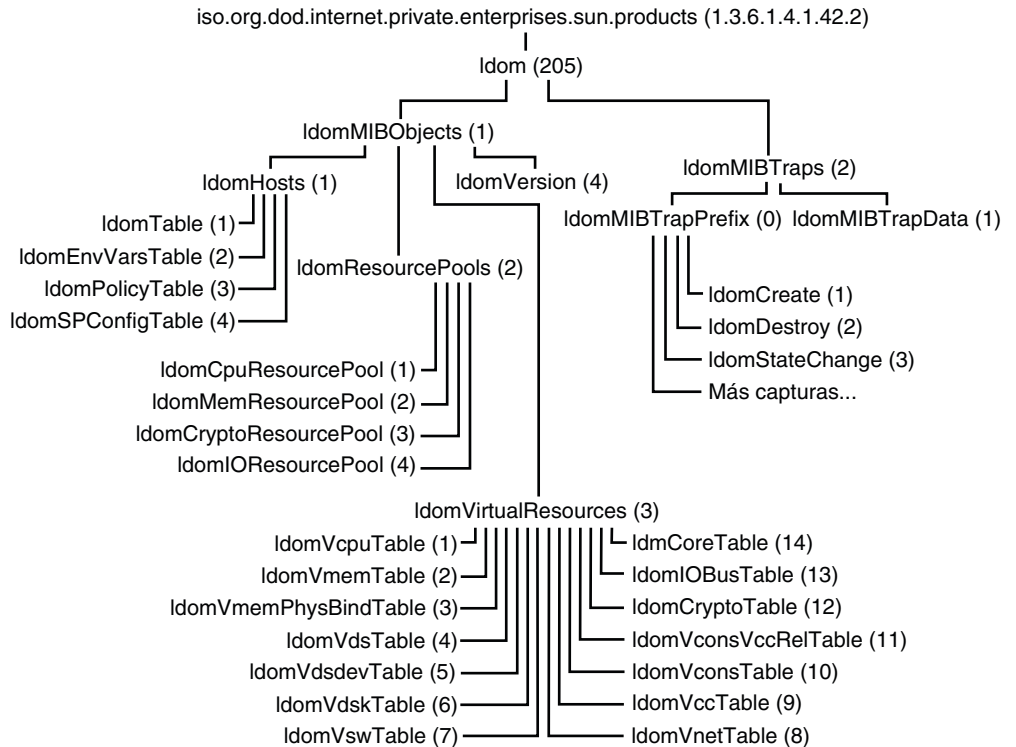 iso.org.dod.internet.private.enterprises.sun.products (1.3.6.1.4.1.42.2)
ldom (205)
ldomMIBObjects (1)
ldomHosts (1)
ldomTable (1)
ldomEnvVarsTable (2)
ldomPolicyTable (3)
ldomSPConfigTable (4)
ldomVersion (4)
ldomResourcePools (2)
ldomCpuResourcePool (1)
ldomMemResourcePool (2)
ldomCryptoResourcePool (3)
ldomIOResourcePool (4)
ldomMIBTraps (2)
ldomMIBTrapPrefix (0)
ldomMIBTrapData (1)
ldomCreate (1)
ldomDestroy (2)
ldomStateChange (3)
Más capturas...
ldomVirtualResources (3)
ldomVcpuTable (1)
ldomVmemTable (2)
ldomVmemPhysBindTable (3)
ldomVdsTable (4)
ldomVdsdevTable (5)
ldomVdskTable (6)
ldomVswTable (7)
ldmCoreTable (14)
ldomIOBusTable (13)
ldomCryptoTable (12)
ldomVconsVccRelTable (11)
ldomVconsTable (10)
ldomVccTable (9)
ldomVnetTable (8)